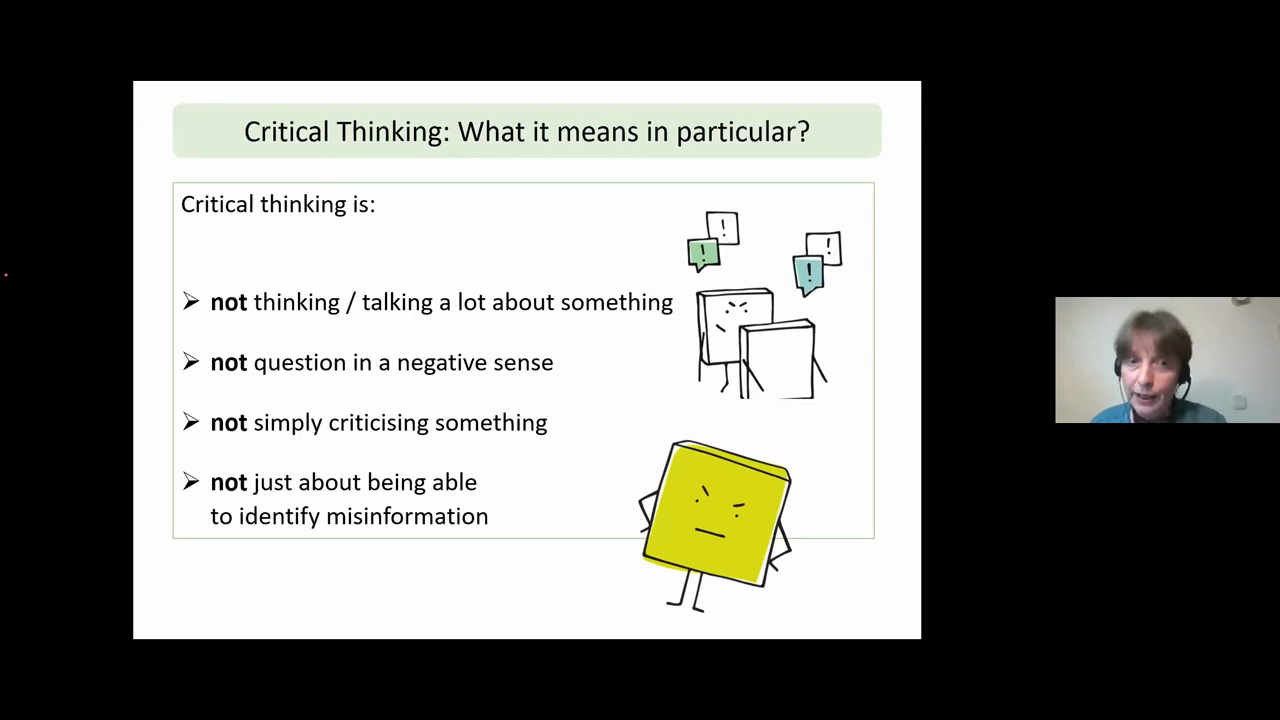 Critical Thinking: What it means in particular?
Critical thinking is:
! 
!
!
!
➢ not thinking / talking a lot about something
➢ not question in a negative sense
➢ not simply criticising something
➢ not just about being able
to identify misinformation